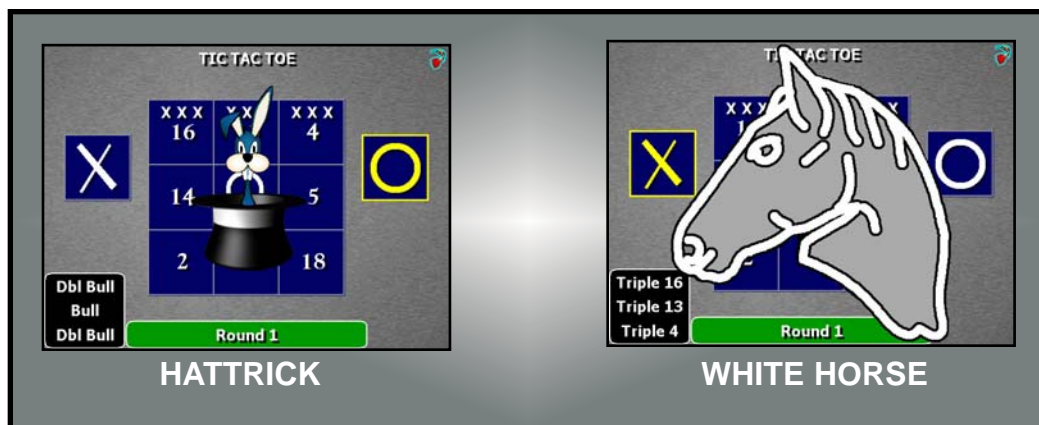 TIC TAC TOE
X X X
X X
X X X
16
4
X
O
14
5
2
18
Dbl Bull
Bull
Dbl Bull
Round 1
HATTRICK
TIC TAC TOE
X X X
X
O
Triple 16
Triple 13
Triple 4
Round 1
WHITE HORSE